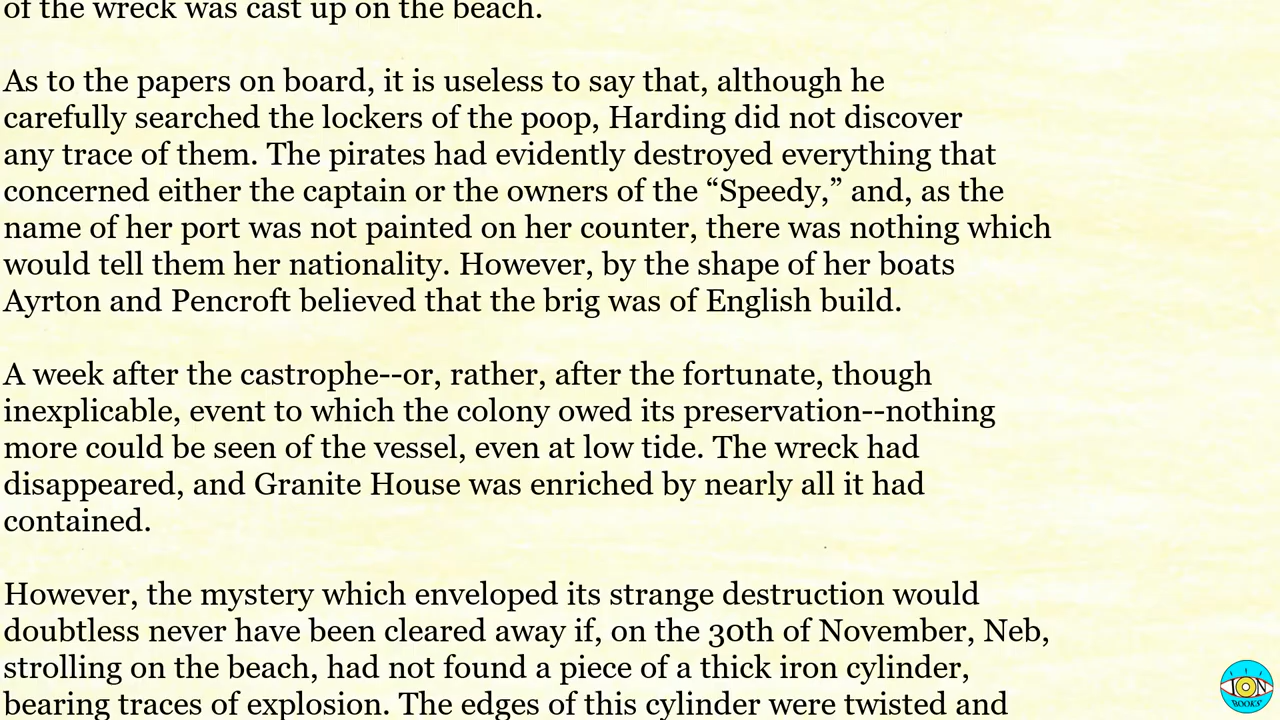 of the wreck was cast up on the beach.
As to the papers on board, it is useless to say that, although he
carefully searched the lockers of the poop, Harding did not discover
any trace of them. The pirates had evidently destroyed everything that
concerned either the captain or the owners of the “Speedy,” and, as the
name of her port was not painted on her counter, there was nothing which
would tell them her nationality. However, by the shape of her boats
Ayrton and Pencroft believed that the brig was of English build.
A week after the castrophe--or, rather, after the fortunate, though
inexplicable, event to which the colony owed its preservation--nothing
more could be seen of the vessel, even at low tide. The wreck had
disappeared, and Granite House was enriched by nearly all it had
contained.
However, the mystery which enveloped its strange destruction would
doubtless never have been cleared away if, on the 30th of November, Neb,
strolling on the beach, had not found a piece of a thick iron cylinder,
bearing traces of explosion. The edges of this cylinder were twisted and
ION
BOOKS